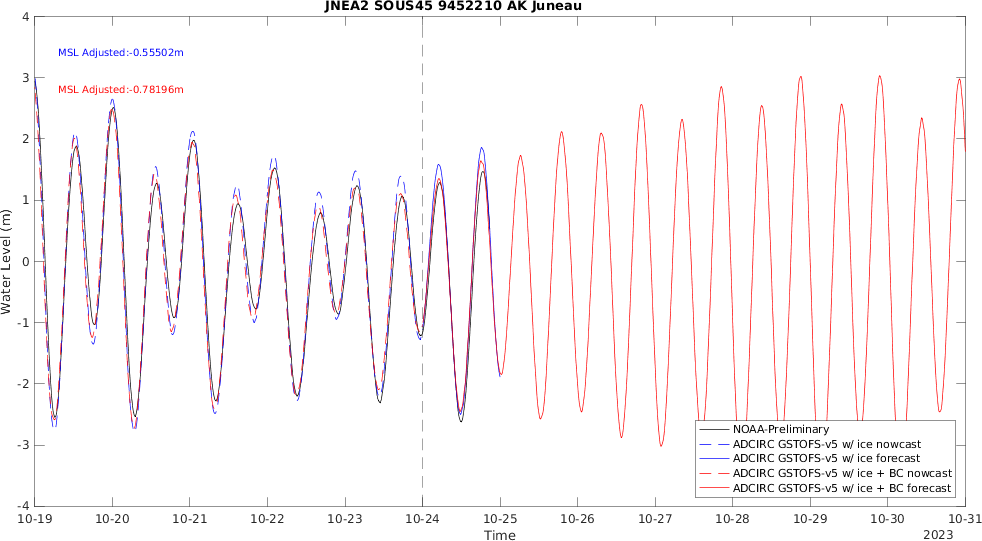 JNEA2 SOUS45 9452210 AK Juneau
MSL Adjusted:-0.55502m
MSL Adjusted:-0.78196m
4
3
2
1
0
-1
-2
-3
-4
Water Level (m)
NOAA-Preliminary
ADCIRC GSTOFS-v5 w/ ice nowcast
ADCIRC GSTOFS-v5 w/ ice forecast
ADCIRC GSTOFS-v5 w/ ice + BC nowcast
ADCIRC GSTOFS-v5 w/ ice + BC forecast
10-19 10-20 10-21 10-22 10-23 10-24 10-25 10-26 10-27 10-28 10-29 10-30 10-31
Time
2023